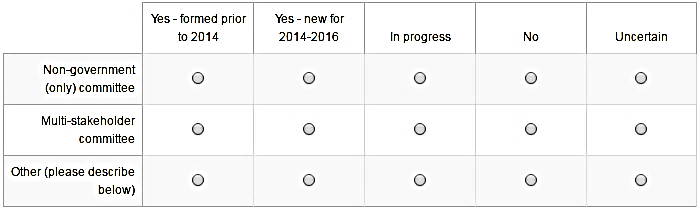 Yes - formed prior
to 2014
Yes - new for
2014-2016
In progress
No
Uncertain
Non-government
(only) committee
Multi-stakeholder
committee
Other (please describe
below)